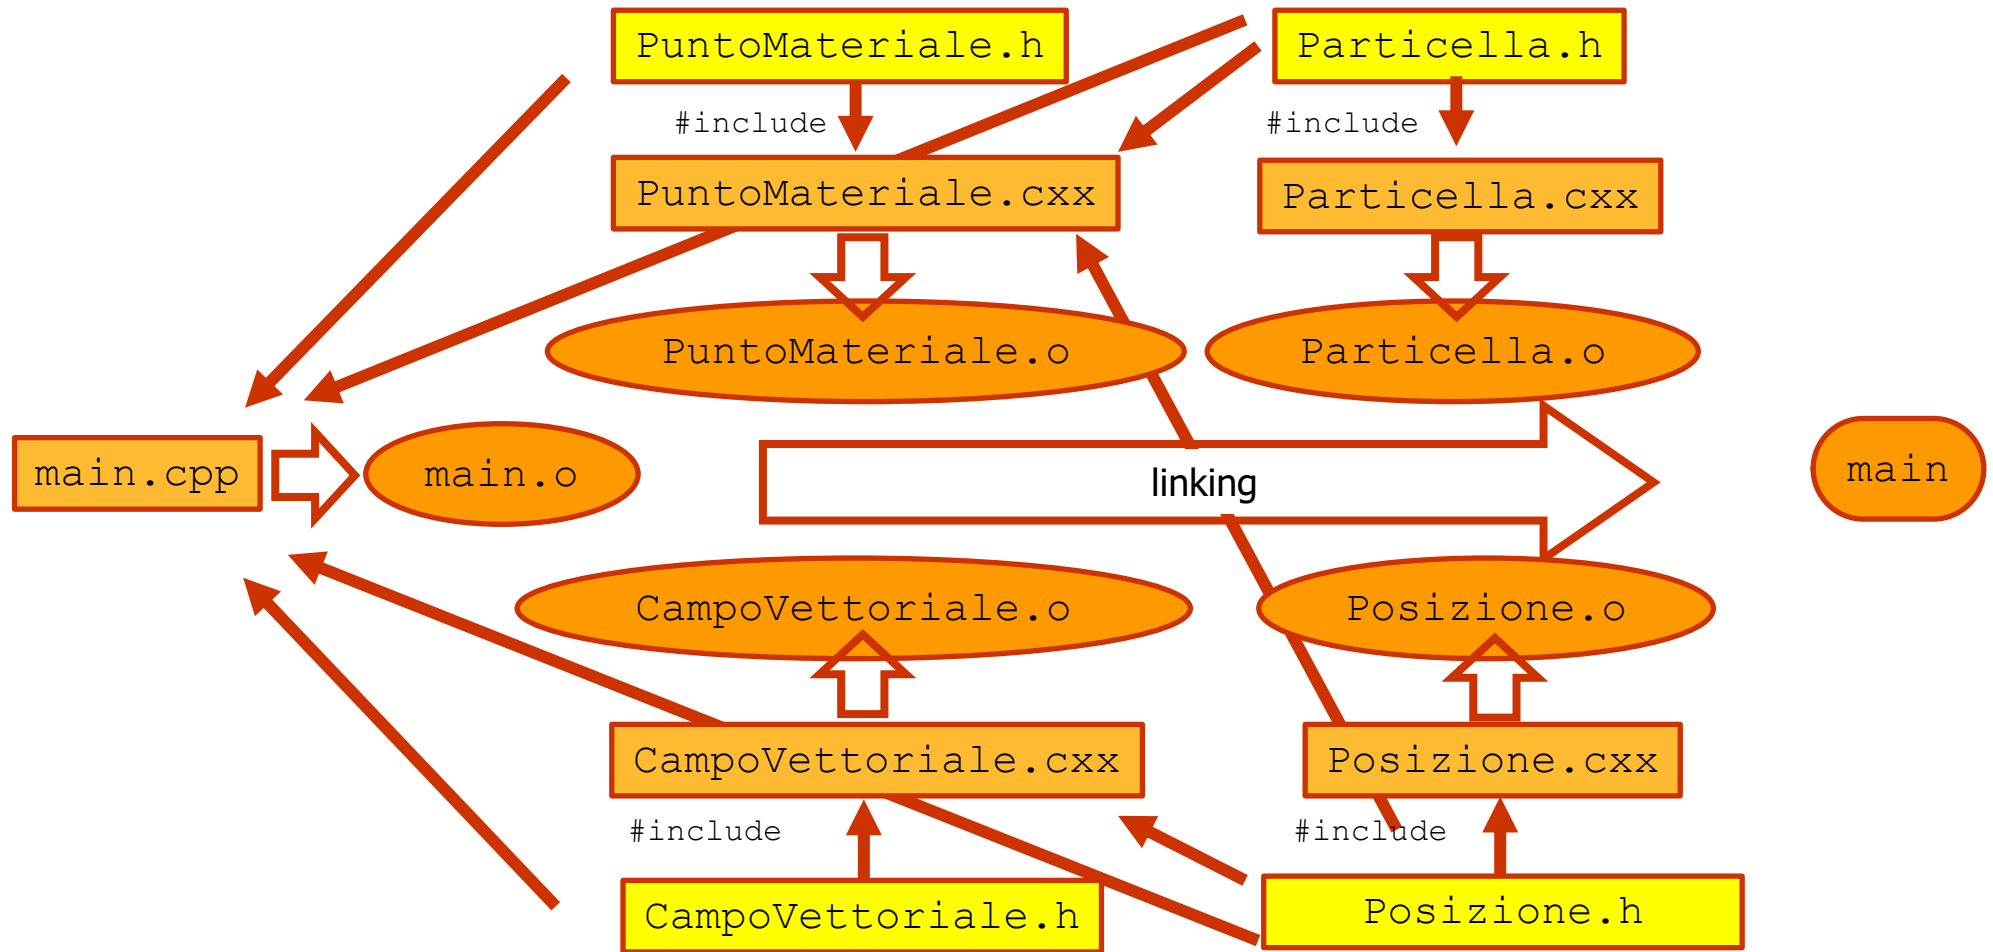 PuntoMateriale.h
Particella.h
#include
#include
PuntoMateriale.cxx
Particella.cxx
PuntoMateriale.o
Particella.o
main.cpp
main.o
linking
main
CampoVettoriale.o
Posizione.o
CampoVettoriale.cxx
Posizione.cxx
#include
#include
CampoVettoriale.h
Posizione.h